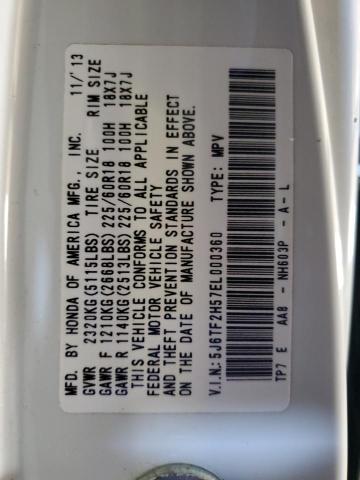 MFD. BY HONDA OF AMERICA MFG., INC. 11/'13
GVWR 2320KG(5115LBS) TIRE SIZE RIM SIZE
GAWR F 1210KG(2668LBS) 225/60R18 100H 18X7J
GAWR R 1140KG(2513LBS) 225/60R18 100H 18X7J
THIS VEHICLE CONFORMS TO ALL APPLICABLE
FEDERAL MOTOR VEHICLE SAFETY
AND THEFT PREVENTION STANDARDS IN EFFECT
ON THE DATE OF MANUFACTURE SHOWN ABOVE.
V.I.N.: 5J6TF2H57EL000360 TYPE: MPV
TP7 E AA8 - NH603P - A - L